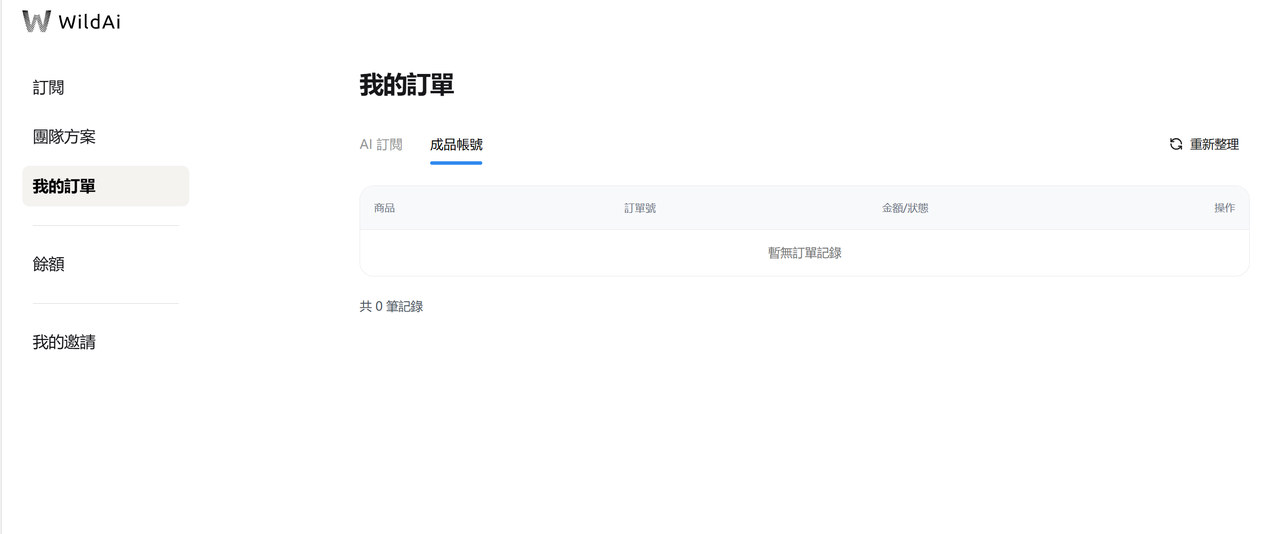 WildAi
訂閱
團隊方案
我的訂單
餘額
我的邀請
我的訂單
AI 訂閱
成品帳號
重新整理
商品
訂單號
金額/狀態
操作
暫無訂單記錄
共 0 筆記錄